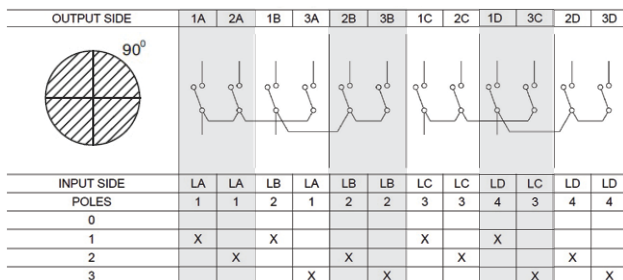 OUTPUT SIDE 1A 2A 1B 3A 2B 3B 1C 2C 1D 3C 2D 3D
90⁰
INPUT SIDE LA LA LB LA LB LB LC LC LD LC LD LD
POLES 1 1 2 1 2 2 3 3 4 3 4 4
0
1 X X X X
2 X X X X
3 X X X X